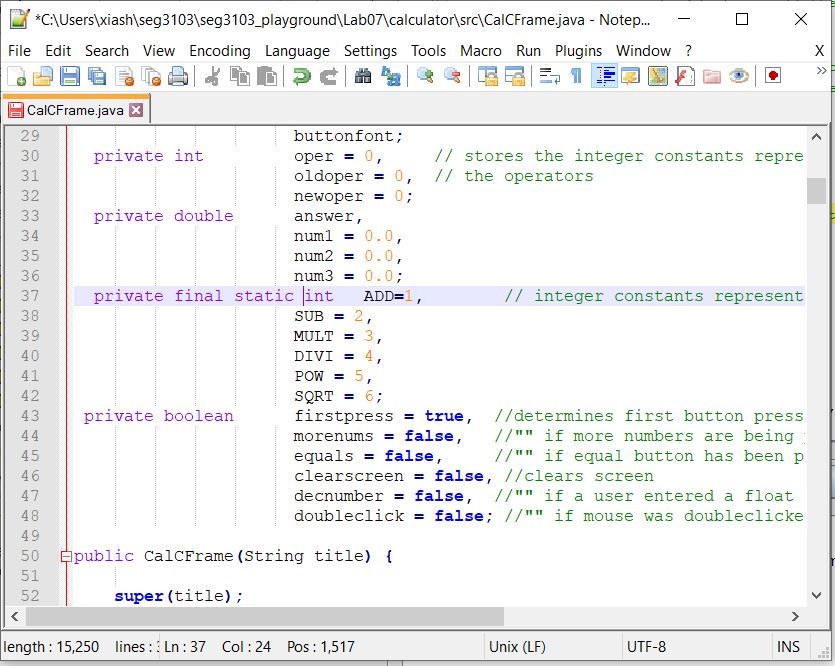 *C:\Users\xiash\seg3103\seg3103_playground\Lab07\calculator\src\CalCFrame.java - Notep...
File Edit Search View Encoding Language Settings Tools Macro Run Plugins Window ? X
CalCFrame.java
29 buttonfont;
30 private int oper = 0, // stores the integer constants repre
31 oldoper = 0, // the operators
32 newoper = 0;
33 private double answer,
34 num1 = 0.0,
35 num2 = 0.0,
36 num3 = 0.0;
37 private final static int ADD=1, // integer constants represent
38 SUB = 2,
39 MULT = 3,
40 DIVI = 4,
41 POW = 5,
42 SQRT = 6;
43 private boolean firstpress = true, //determines first button press
44 morenums = false, //"" if more numbers are being
45 equals = false, //"" if equal button has been p
46 clearscreen = false, //clears screen
47 decnumber = false, //"" if a user entered a float
48 doubleclick = false; //"" if mouse was doubleclicke
49
50 public CalCFrame(String title) {
51
52 super(title);
length : 15,250 lines : Ln : 37 Col : 24 Pos : 1,517 Unix (LF) UTF-8 INS